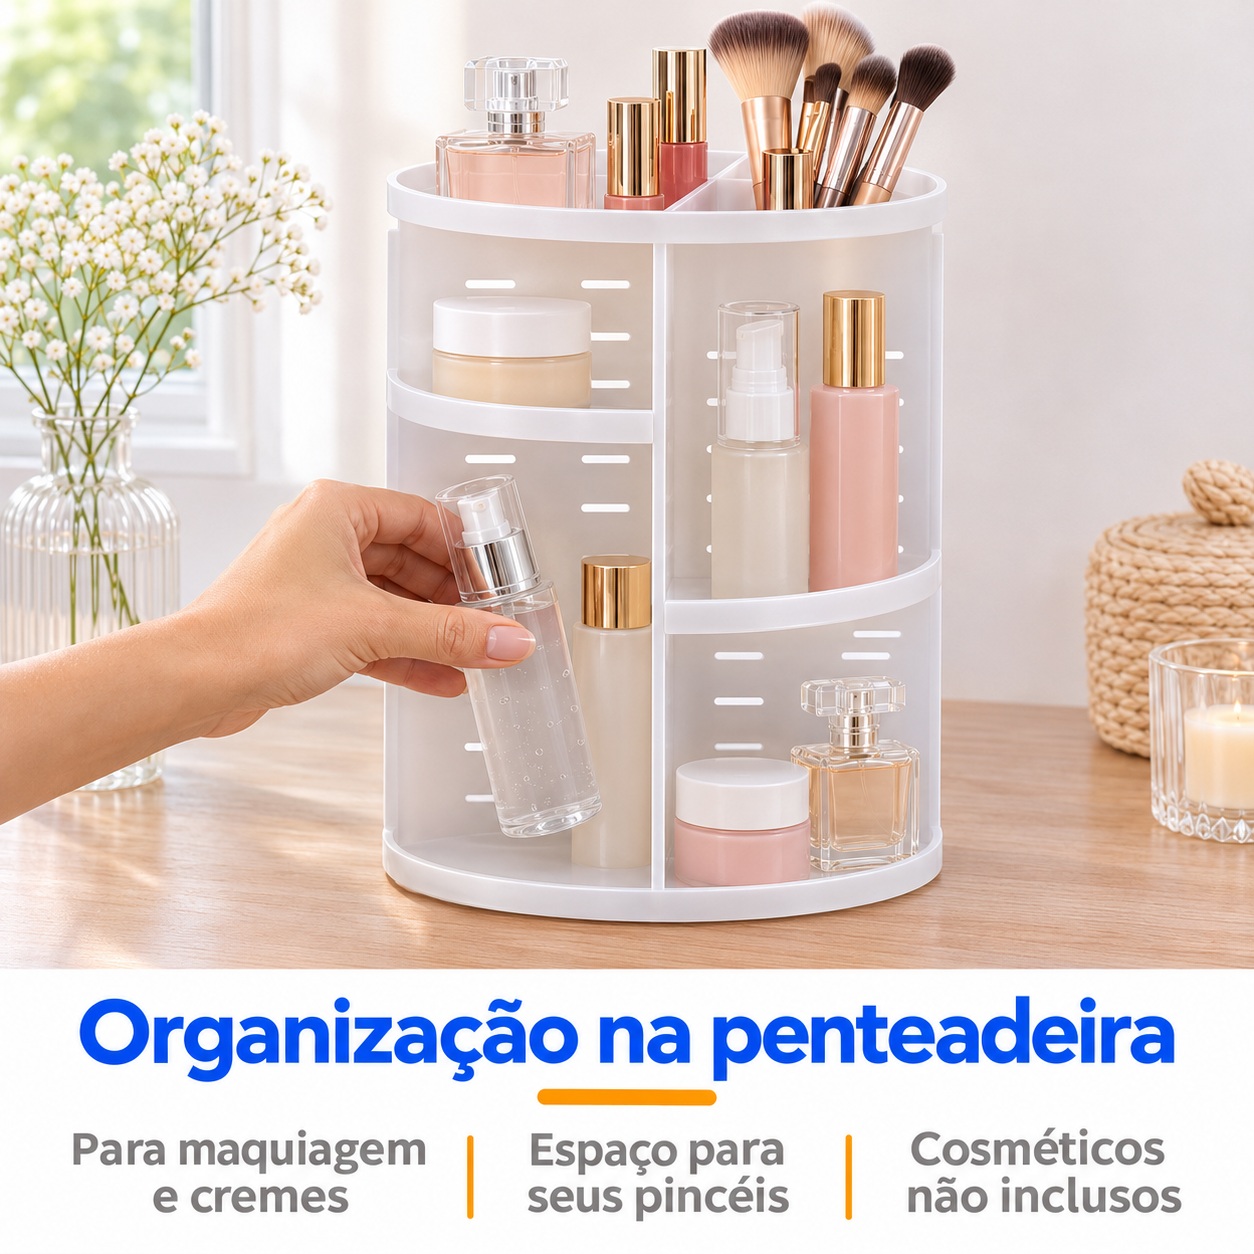 Organização na penteadeira
Para maquiagem
e cremes
Espaço para
seus pincéis
Cosméticos
não inclusos